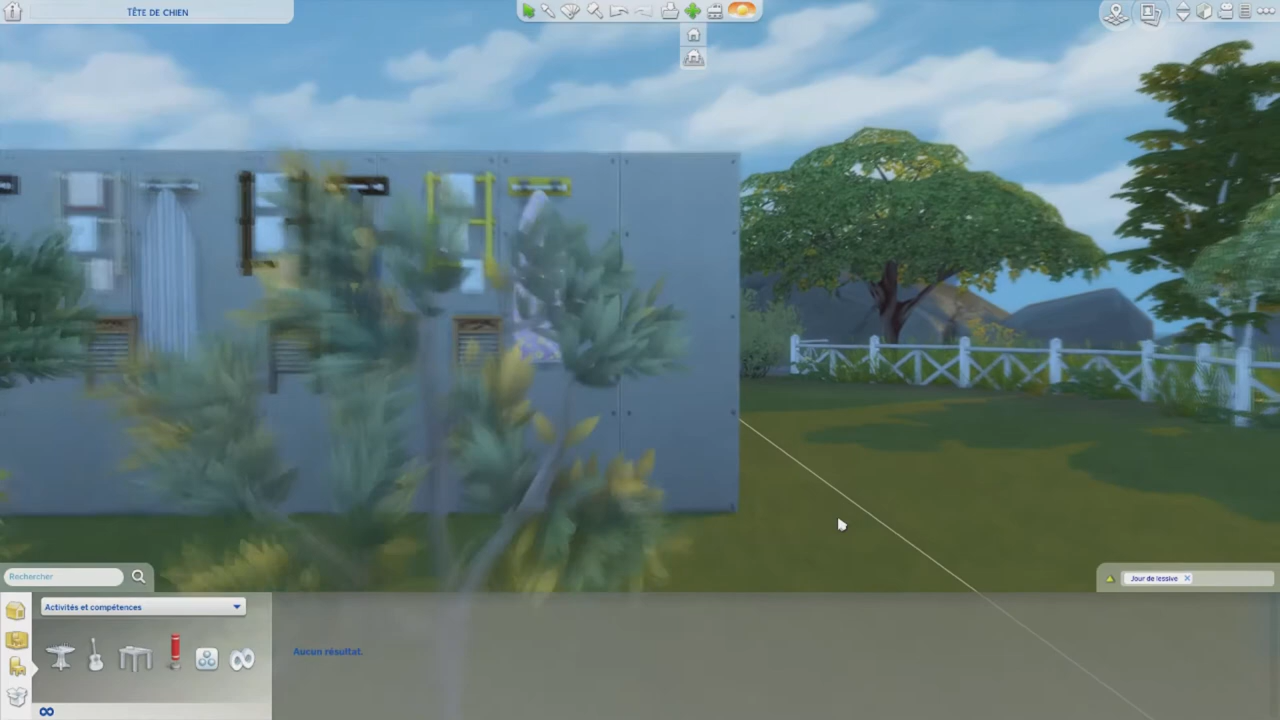 TÊTE DE CHIEN
Rechercher
Jour de lessive
Activités et compétences
Aucun résultat.